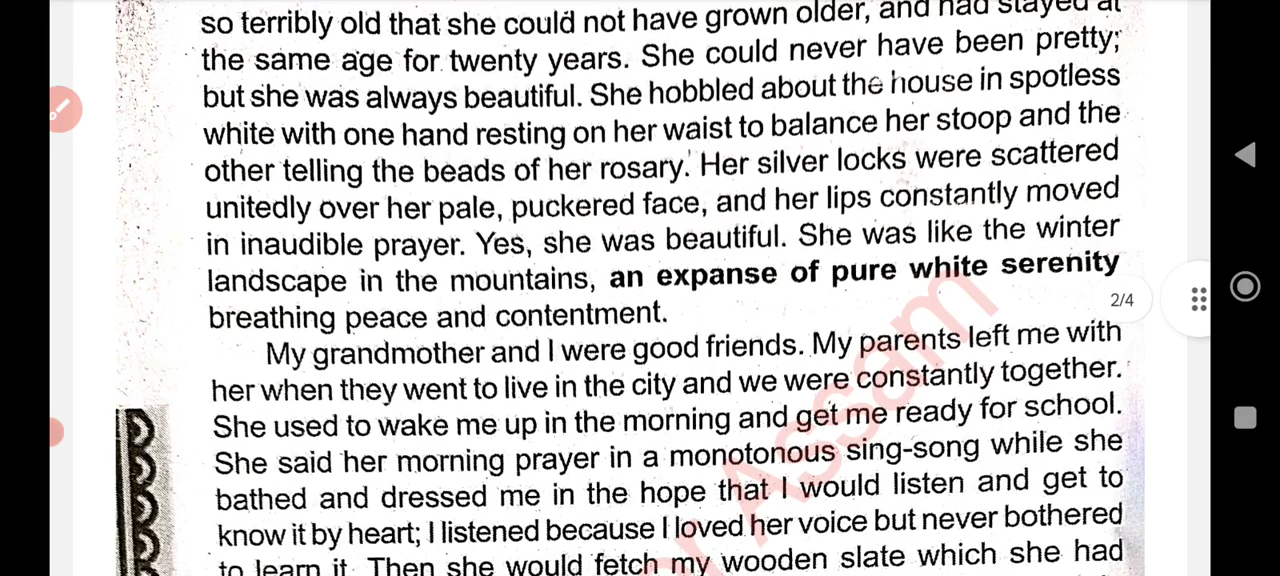 so terribly old that she could not have grown older, and had stayed at
the same age for twenty years. She could never have been pretty;
but she was always beautiful. She hobbled about the house in spotless
white with one hand resting on her waist to balance her stoop and the
other telling the beads of her rosary. Her silver locks were scattered
unitedly over her pale, puckered face, and her lips constantly moved
in inaudible prayer. Yes, she was beautiful. She was like the winter
landscape in the mountains, an expanse of pure white serenity
breathing peace and contentment.
2/4
My grandmother and I were good friends. My parents left me with
her when they went to live in the city and we were constantly together.
She used to wake me up in the morning and get me ready for school.
She said her morning prayer in a monotonous sing-song while she
bathed and dressed me in the hope that I would listen and get to
know it by heart; I listened because I loved her voice but never bothered
to learn it. Then she would fetch my wooden slate which she had
Assam